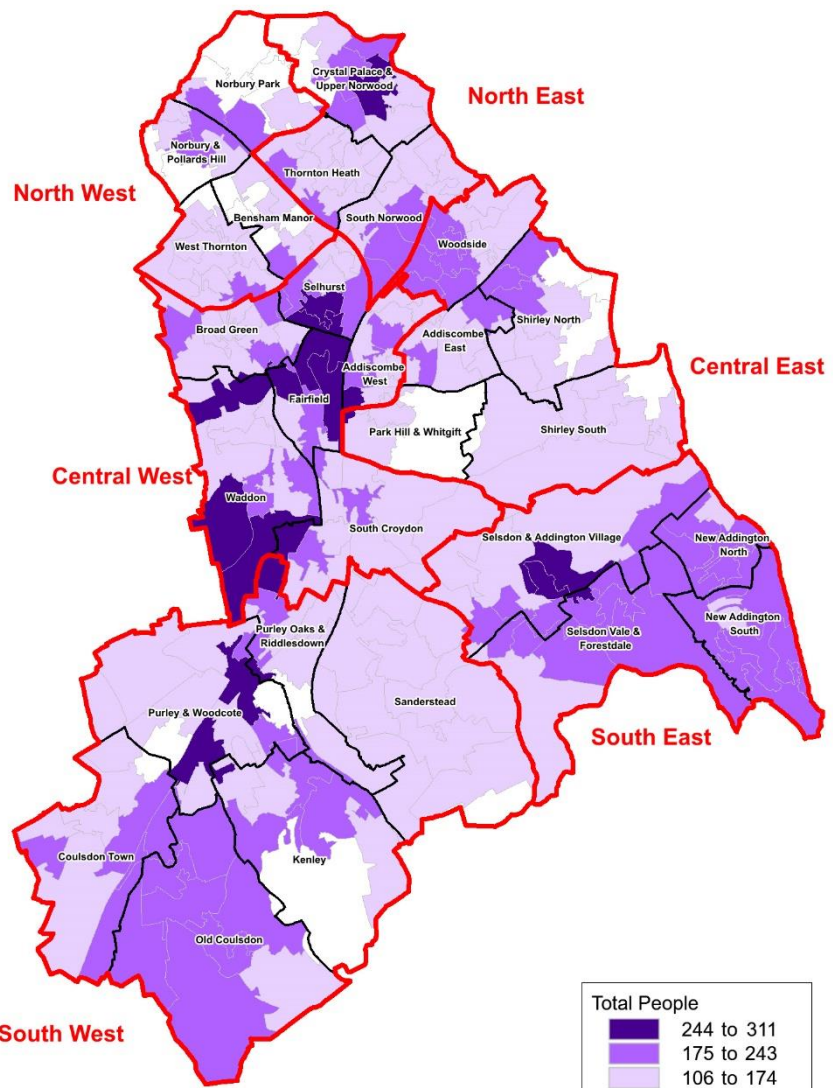 Norbury Park
Crystal Palace &
Upper Norwood
North East
Norbury &
Pollards Hill
Thornton Heath
North West
Bensham Manor
South Norwood
Woodside
West Thornton
Selhurst
Shirley North
Broad Green
Addiscombe
East
Addiscombe
West
Central East
Fairfield
Park Hill & Whitgift
Shirley South
Central West
Waddon
South Croydon
Selsdon & Addington Village
New Addington
North
Purley Oaks &
Riddlesdown
Selsdon Vale &
Forestdale
New Addington
South
Sanderstead
Purley & Woodcote
South East
Coulsdon Town
Kenley
Old Coulsdon
South West
Total People
244 to 311
175 to 243
106 to 174